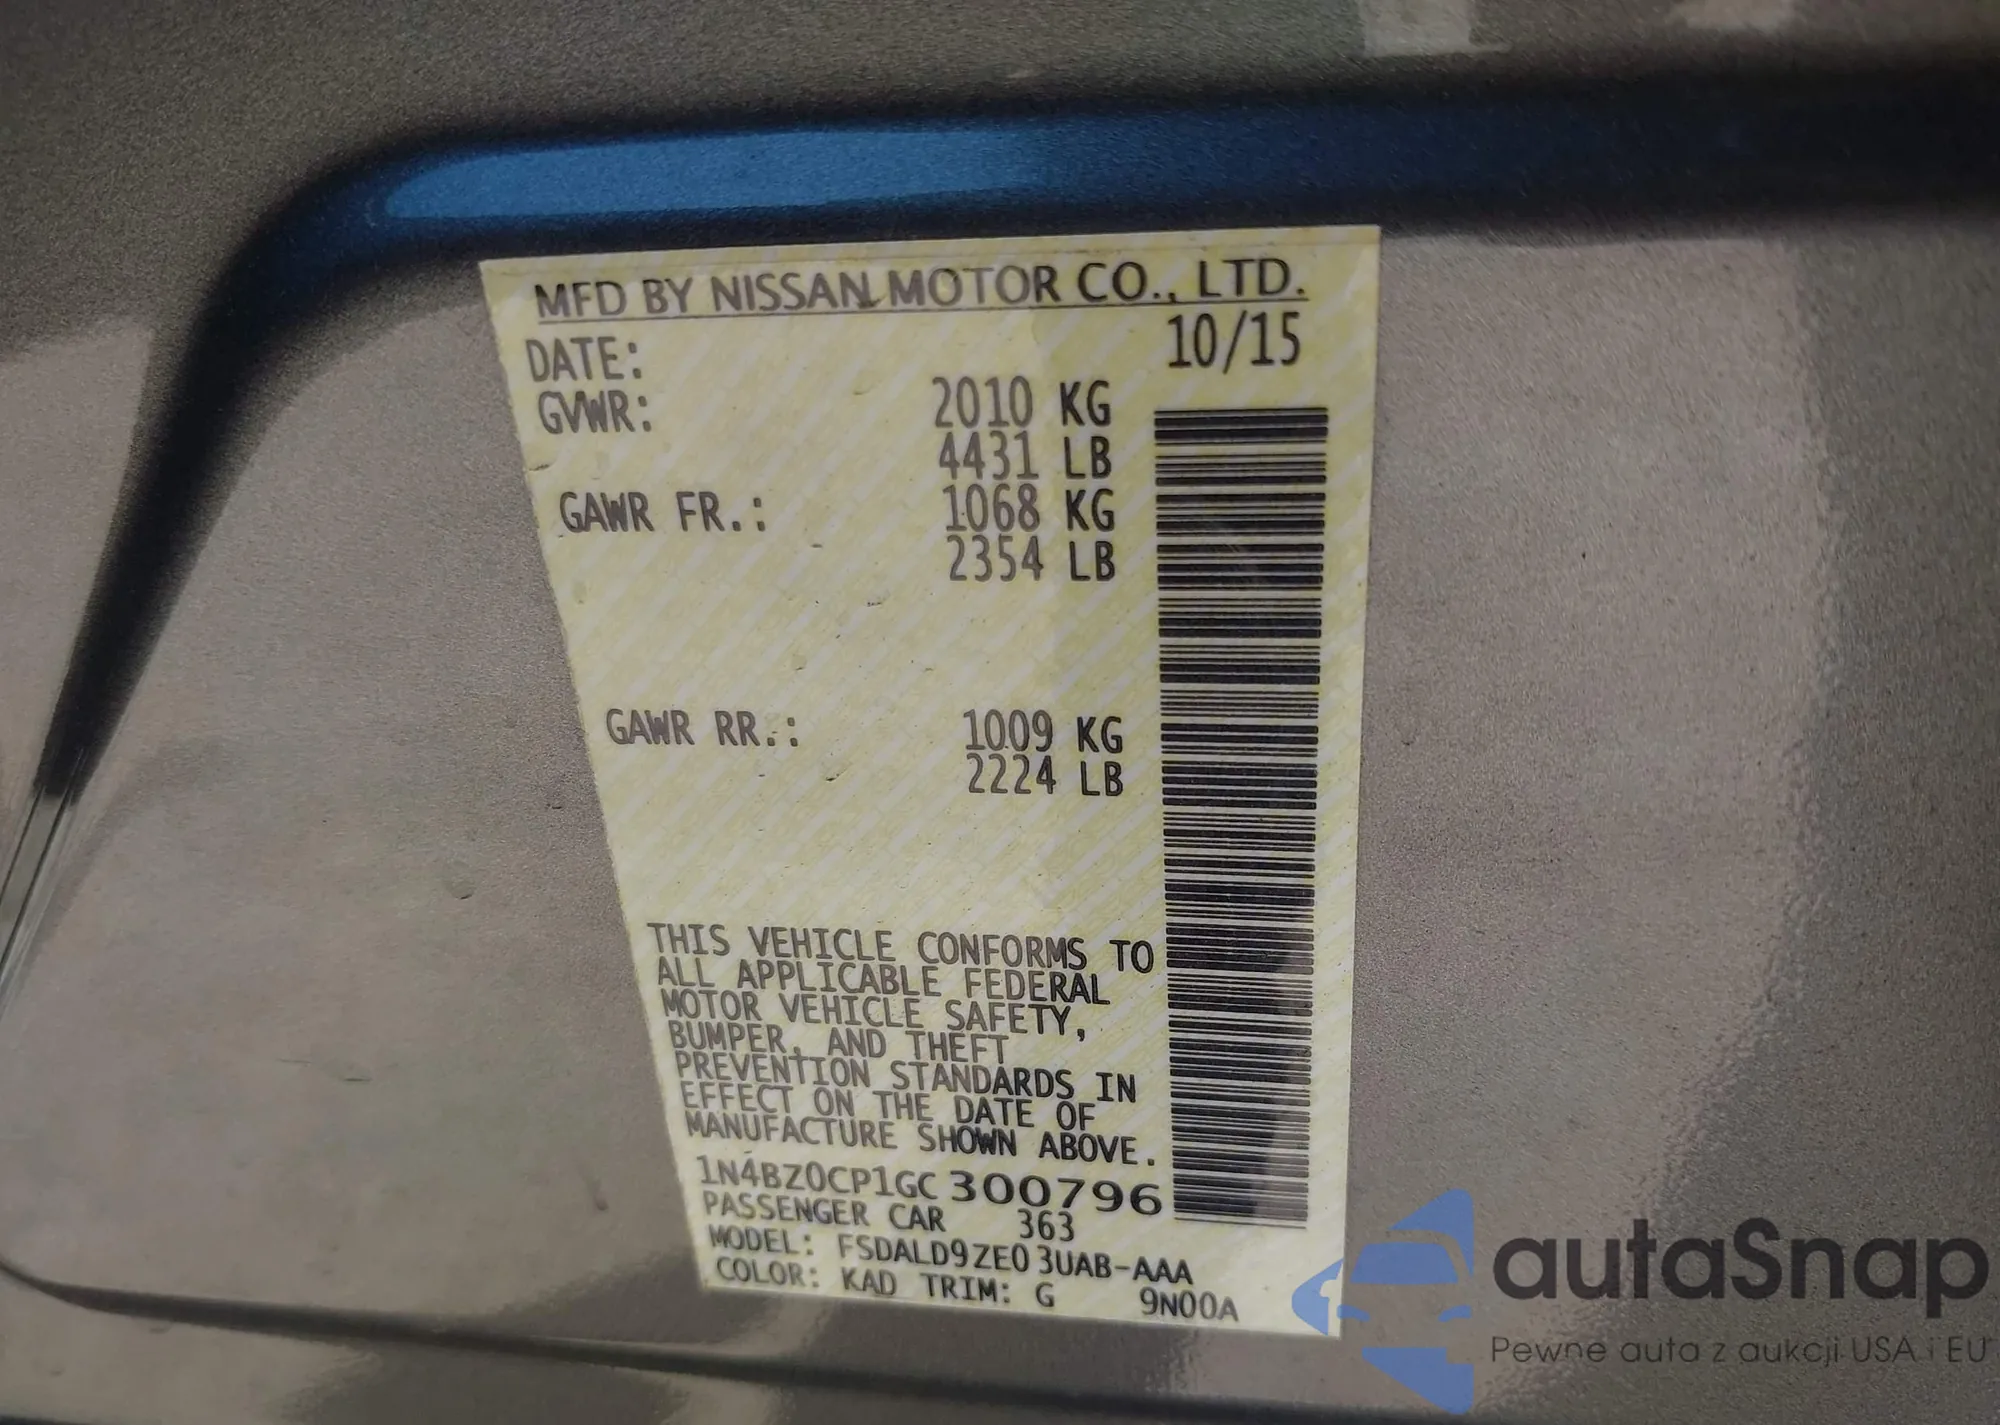 MFD BY NISSAN MOTOR CO., LTD.
DATE: 10/15
GVWR: 2010 KG
4431 LB
GAWR FR.: 1068 KG
2354 LB
GAWR RR.: 1009 KG
2224 LB
THIS VEHICLE CONFORMS TO
ALL APPLICABLE FEDERAL
MOTOR VEHICLE SAFETY,
BUMPER, AND THEFT
PREVENTION STANDARDS IN
EFFECT ON THE DATE OF
MANUFACTURE SHOWN ABOVE.
1N4BZ0CP1GC300796
PASSENGER CAR 363
MODEL: FSDALD9ZE03UAB-AAA
COLOR: KAD TRIM: G 9N00A
autaSnap
Pewne auta z aukcji USA i EU